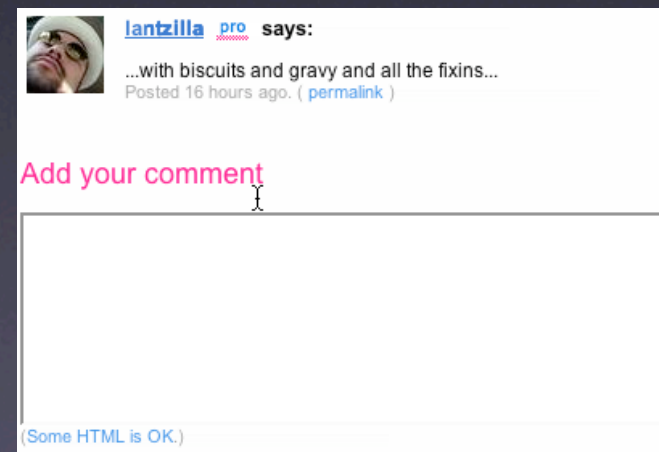 lantzilla pro says:
...with biscuits and gravy and all the fixins...
Posted 16 hours ago. ( permalink )
Add your comment
(Some HTML is OK.)